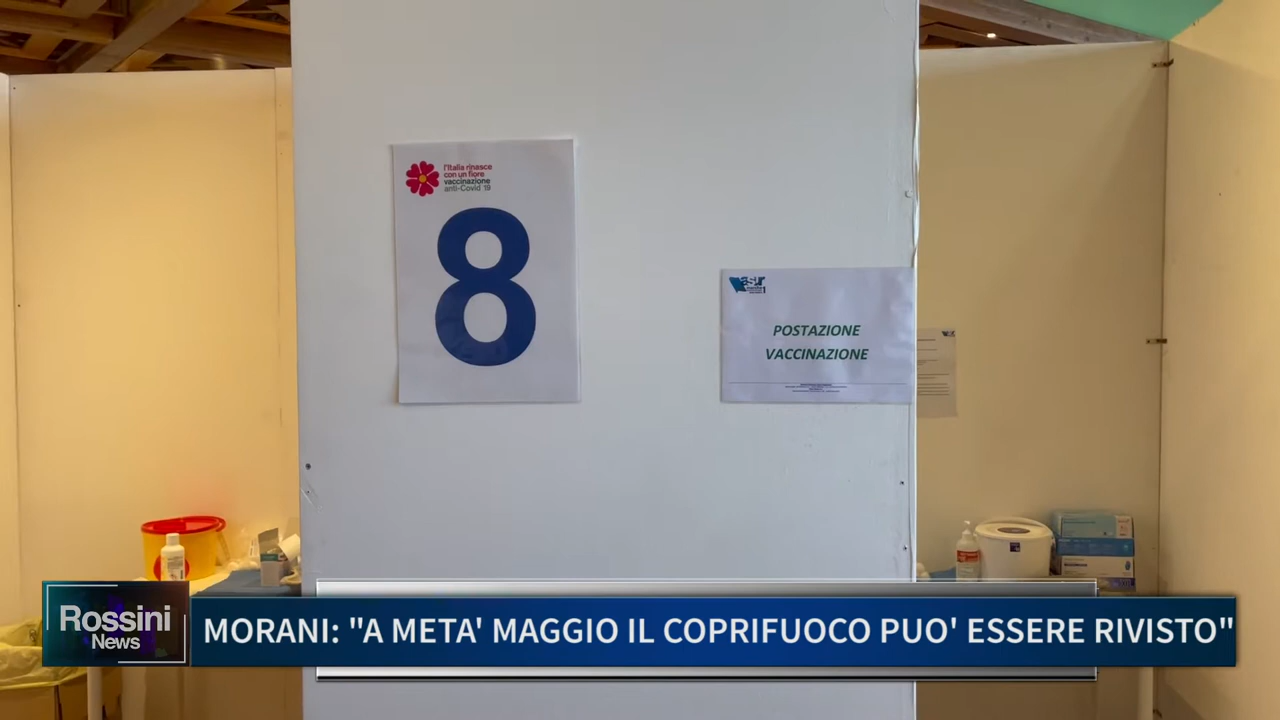 l'Italia rinasce
con un fiore
vaccinazione
anti-Covid 19
8
asur
POSTAZIONE
VACCINAZIONE
Rossini
News
MORANI: "A META' MAGGIO IL COPRIFUOCO PUO' ESSERE RIVISTO"